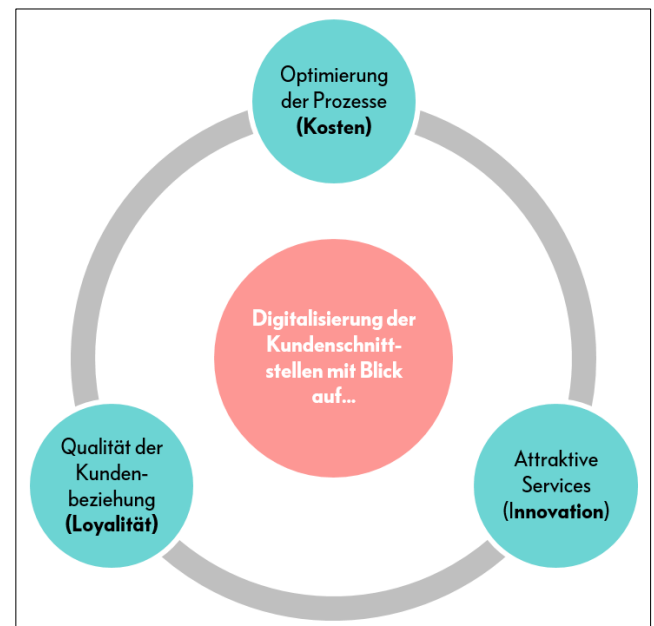 Optimierung
der Prozesse
(Kosten)
Digitalisierung der
Kundenschnitt-
stellen mit Blick
auf...
Qualität der
Kunden-
beziehung
(Loyalität)
Attraktive
Services
(Innovation)